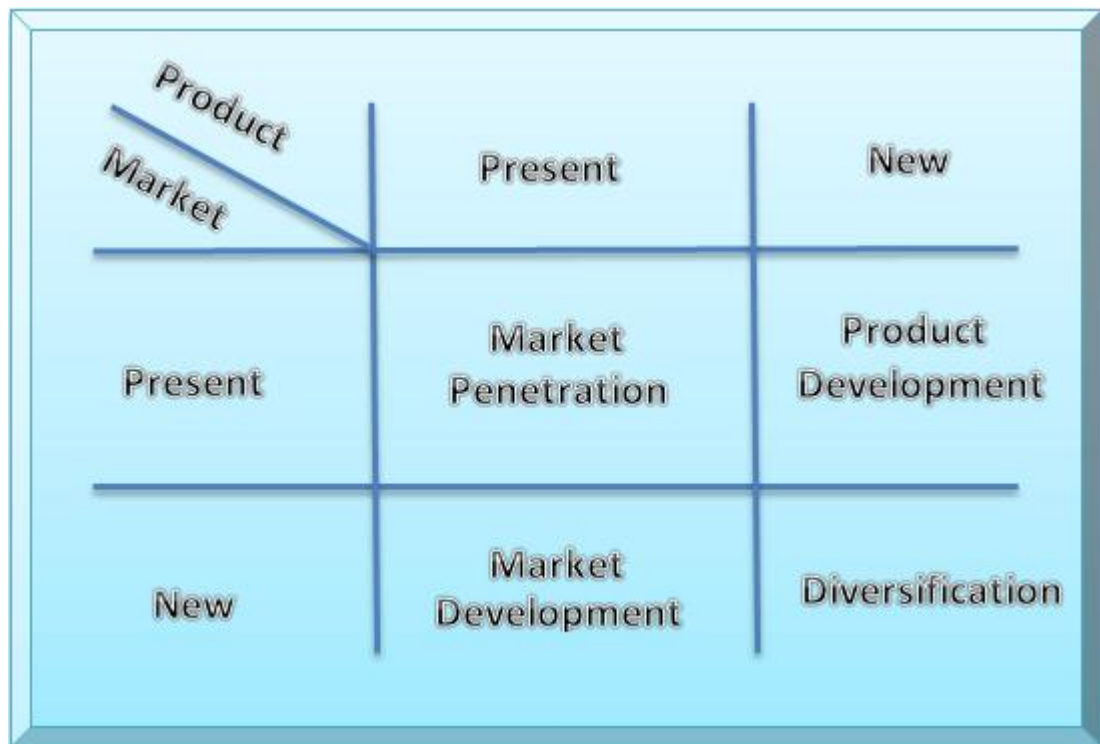 Product
Market
Present
New
Present
Market
Penetration
Product
Development
New
Market
Development
Diversification